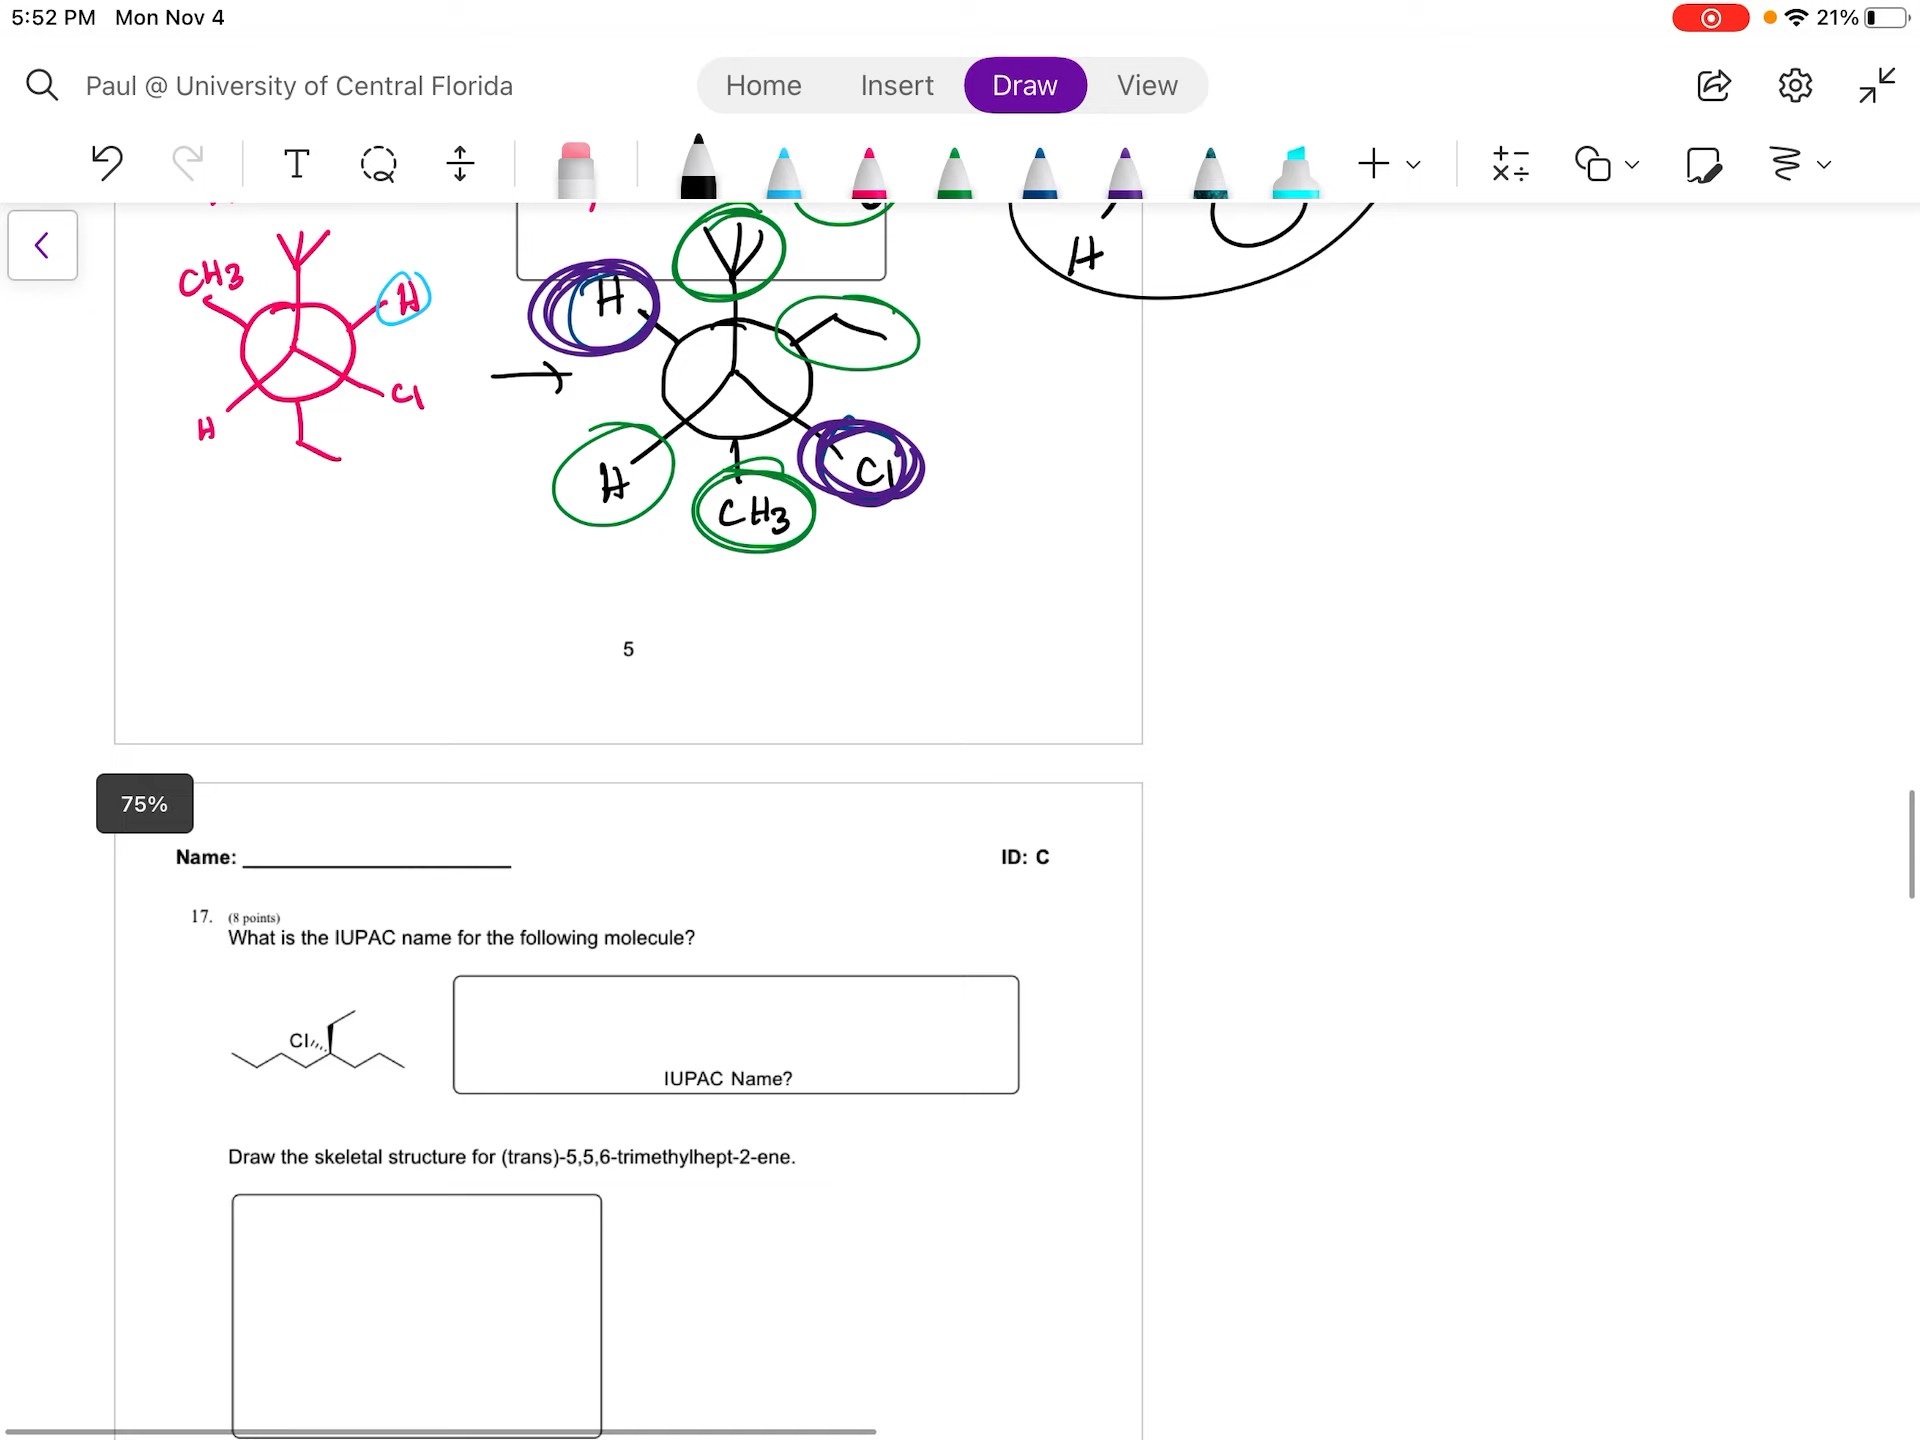 5:52 PM Mon Nov 4
21%
Paul @ University of Central Florida
Home Insert Draw View
T
CH3
H
H
Cl
H
H
CH3
Cl
H
5
75%
Name:
ID: C
17. (8 points)
What is the IUPAC name for the following molecule?
Cl
IUPAC Name?
Draw the skeletal structure for (trans)-5,5,6-trimethylhept-2-ene.